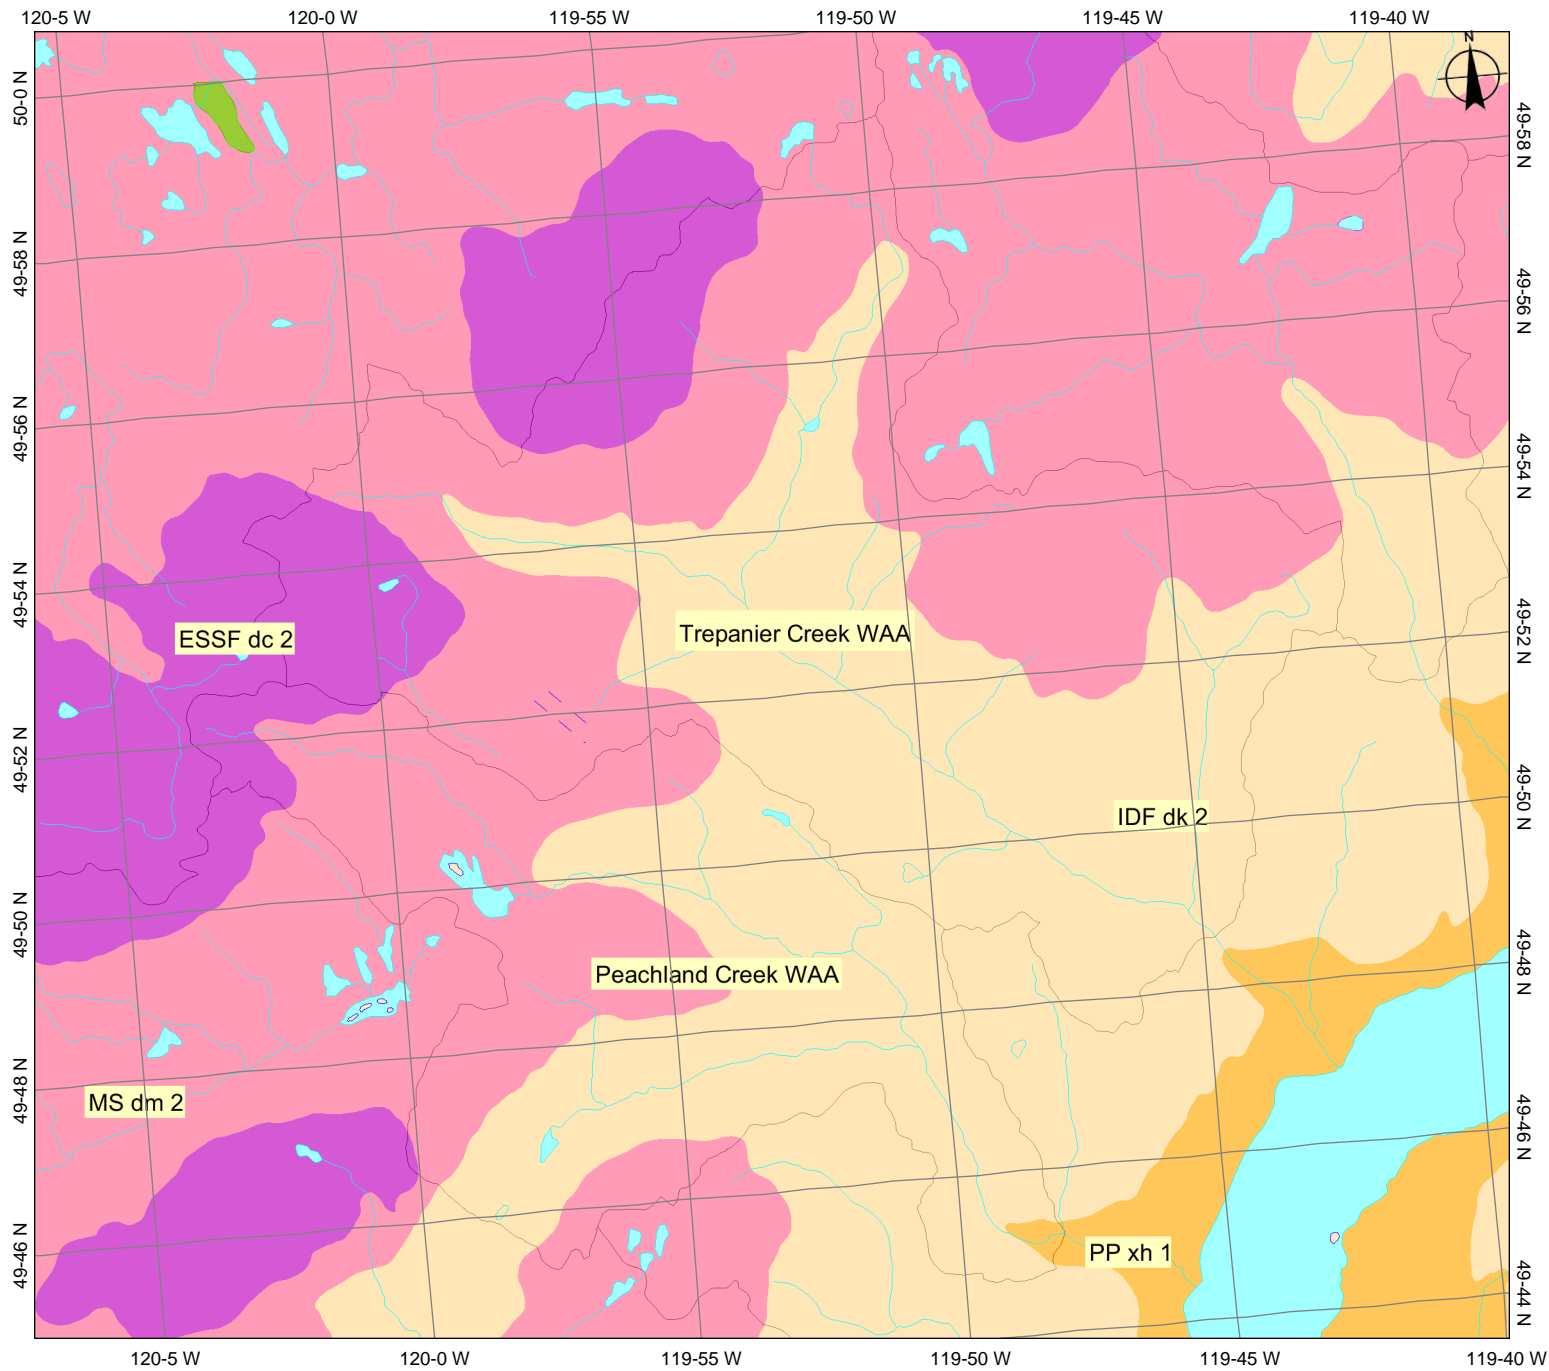 120-5 W
120-0 W
119-55 W
119-50 W
119-45 W
119-40 W
N
50-0 N
49-58 N
49-58 N
49-56 N
49-56 N
49-54 N
49-54 N
49-52 N
ESSF dc 2
Trepanier Creek WAA
49-52 N
49-50 N
IDF dk 2
49-50 N
49-48 N
Peachland Creek WAA
49-48 N
MS dm 2
49-46 N
49-46 N
PP xh 1
49-44 N
120-5 W
120-0 W
119-55 W
119-50 W
119-45 W
119-40 W